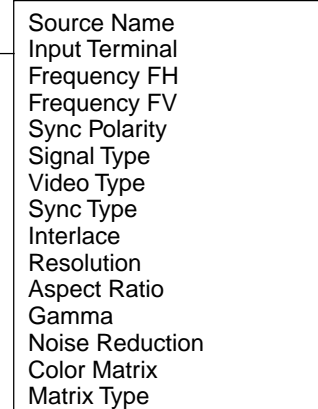 Source Name
Input Terminal
Frequency FH
Frequency FV
Sync Polarity
Signal Type
Video Type
Sync Type
Interlace
Resolution
Aspect Ratio
Gamma
Noise Reduction
Color Matrix
Matrix Type